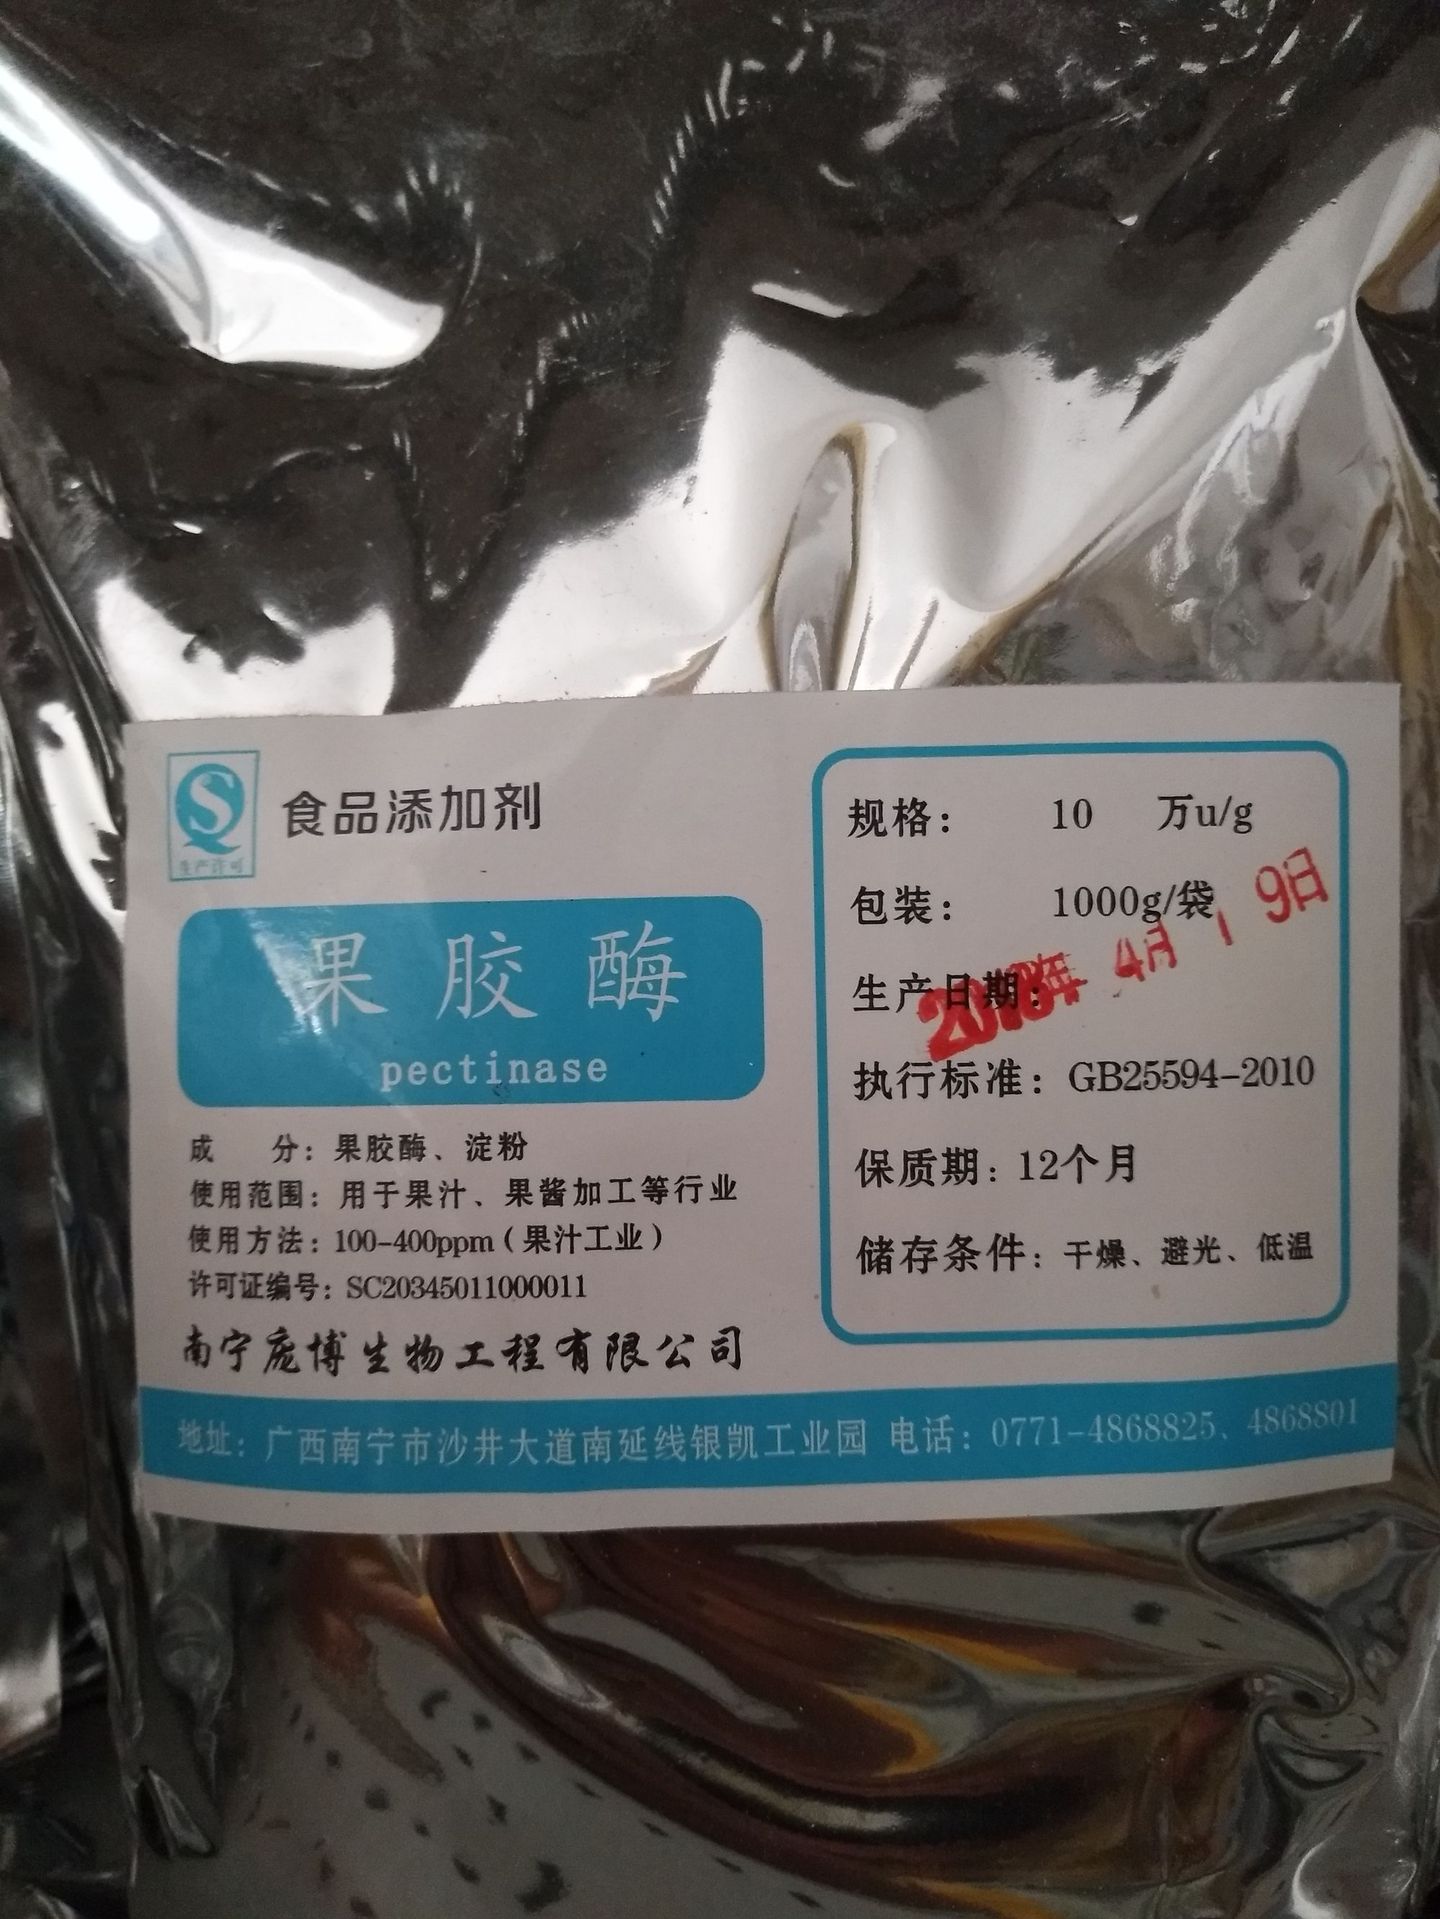 生产许可
食品添加剂
果胶酶
pectinase
成 分：果胶酶、淀粉
使用范围：用于果汁、果酱加工等行业
使用方法：100-400ppm（果汁工业）
许可证编号：SC20345011000011
南宁庞博生物工程有限公司
规格： 10 万u/g
包装： 1000g/袋
生产日期： 4月19日
执行标准：GB25594-2010
保质期：12个月
储存条件：干燥、避光、低温
地址：广西南宁市沙井大道南延线银凯工业园 电话：0771-4868825、4868801